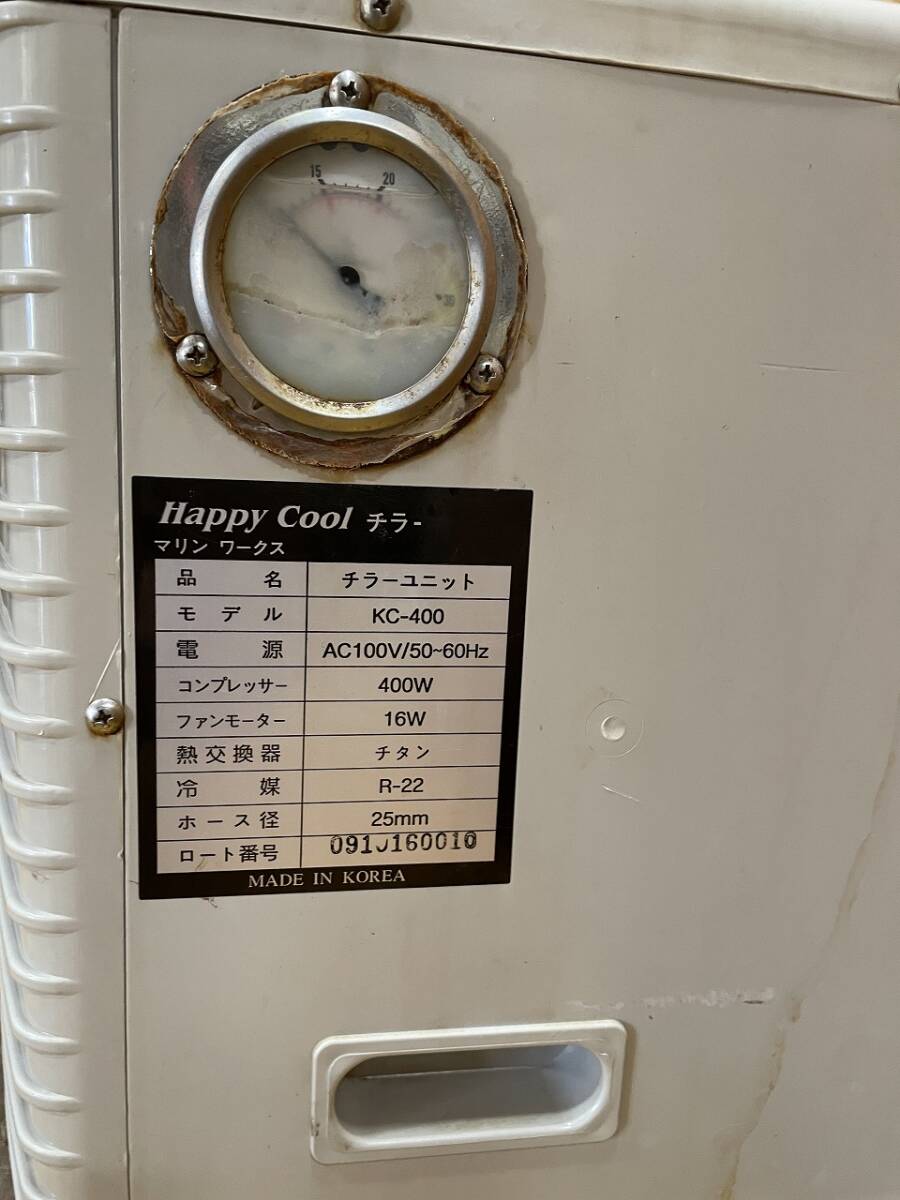 15 20
30
Happy Cool チラ-
マリン ワークス
品名 チラーユニット
モデル KC-400
電源 AC100V/50~60Hz
コンプレッサー 400W
ファンモーター 16W
熱交換器 チタン
冷媒 R-22
ホース径 25mm
ロート番号 091J160010
MADE IN KOREA